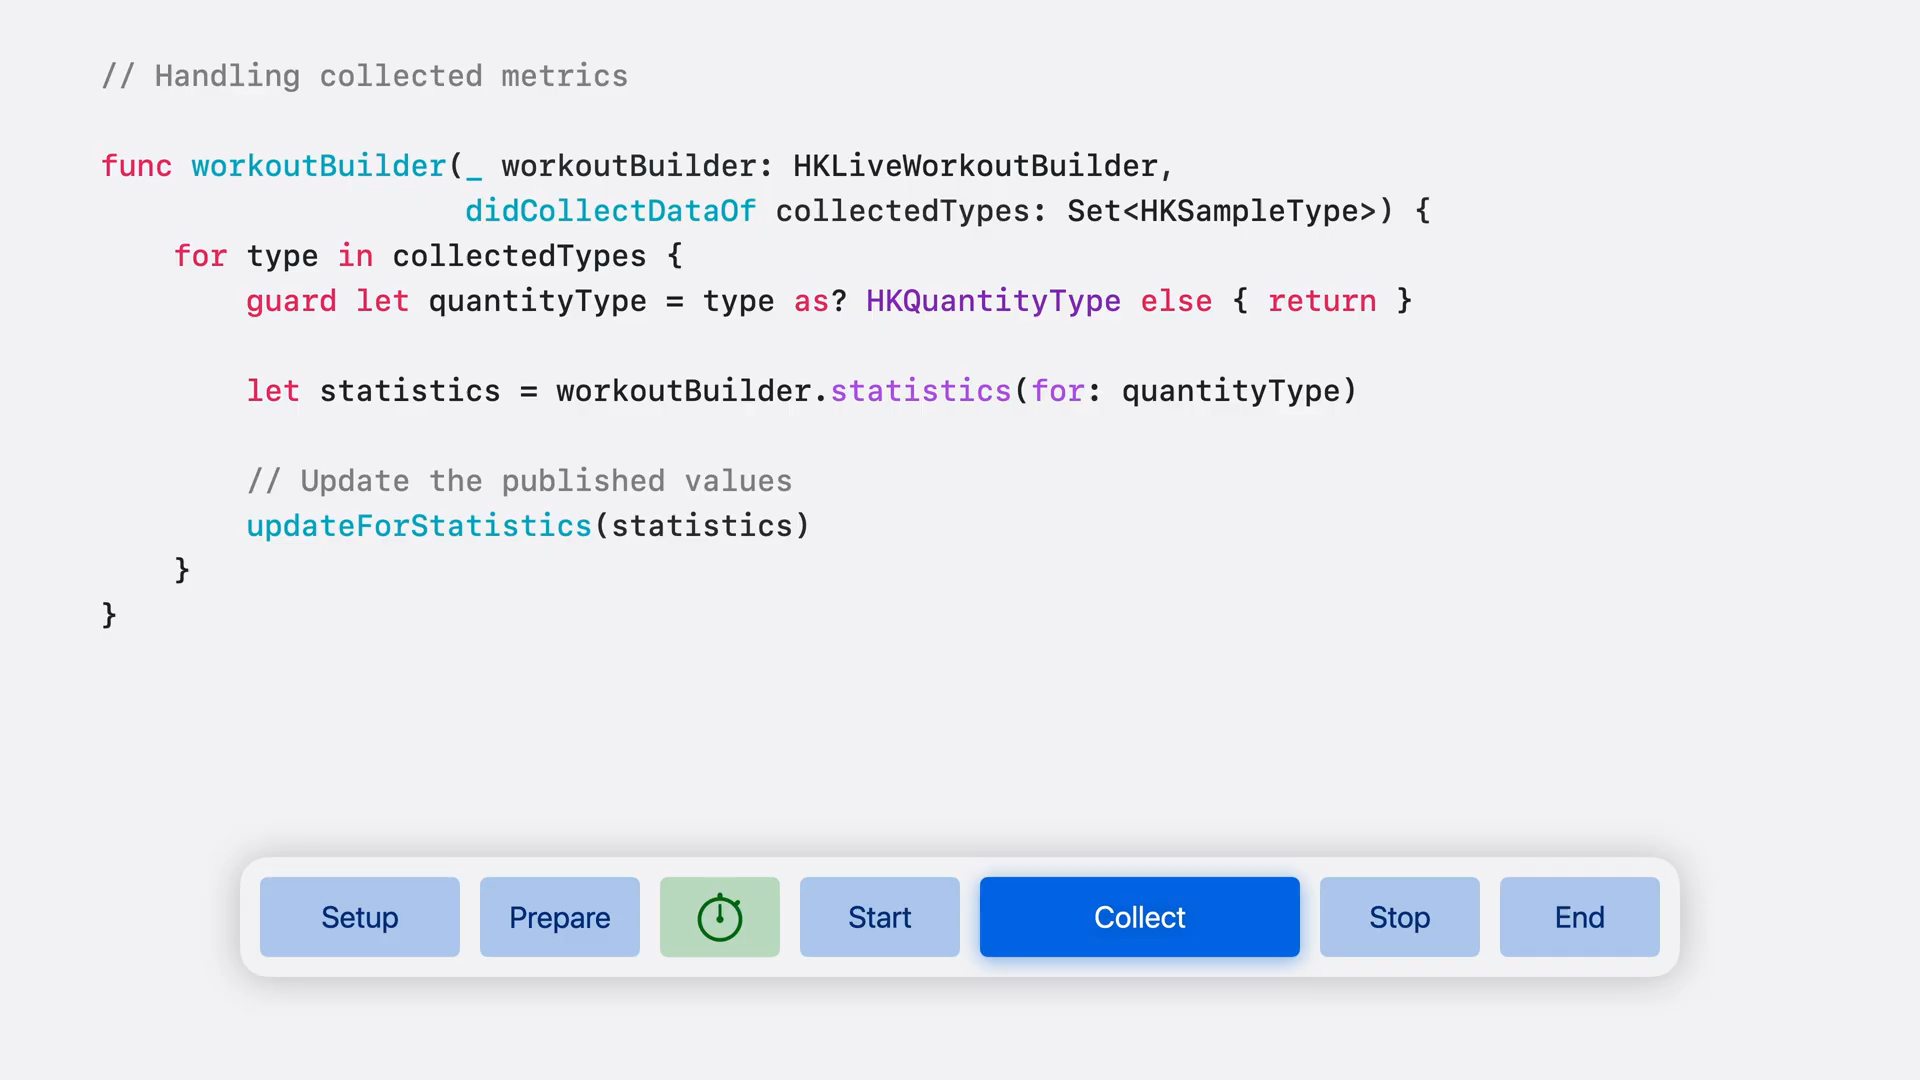 // Handling collected metrics
func workoutBuilder(_ workoutBuilder: HKLiveWorkoutBuilder,
didCollectDataOf collectedTypes: Set<HKSampleType>) {
for type in collectedTypes {
guard let quantityType = type as? HKQuantityType else { return }
let statistics = workoutBuilder.statistics(for: quantityType)
// Update the published values
updateForStatistics(statistics)
}
}
Setup Prepare Start Collect Stop End